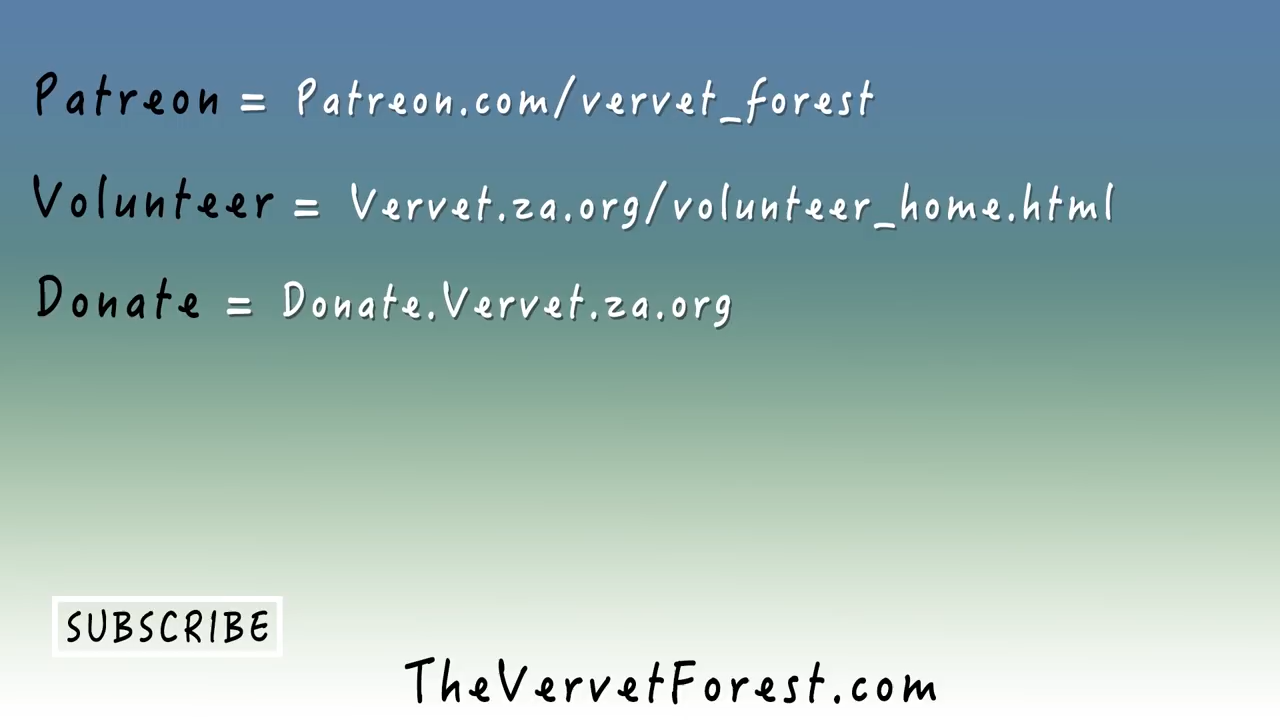 Patreon = Patreon.com/vervet_forest
Volunteer = Vervet.za.org/volunteer_home.html
Donate = Donate.Vervet.za.org
SUBSCRIBE
TheVervetForest.com